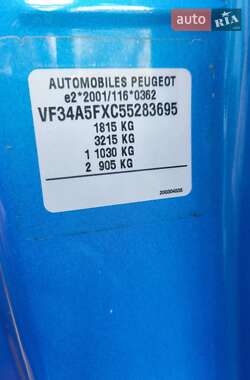 AUTO
RIA
.com
AUTOMOBILES PEUGEOT
e2*2001/116*0362
VF34A5FXC55283695
1815 KG
3215 KG
1 1030 KG
2 905 KG